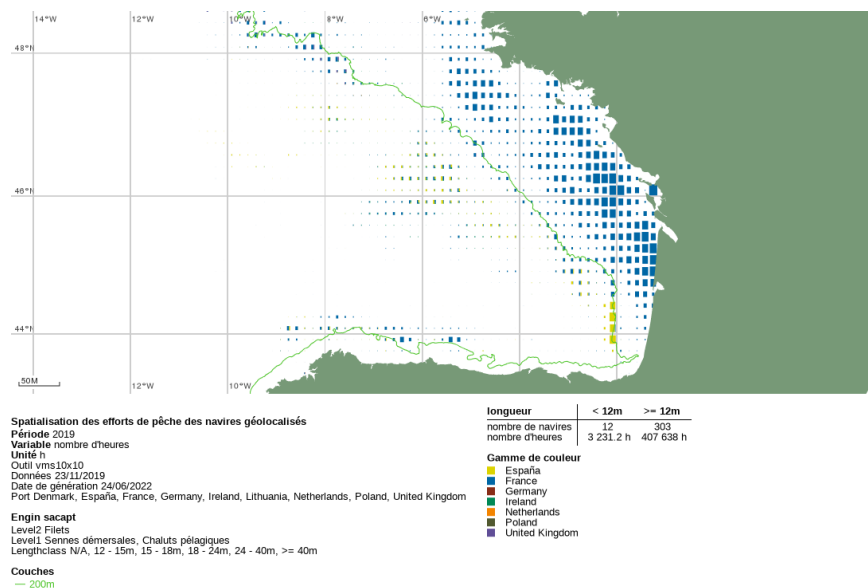 14°W
12°W
10°W
8°W
6°W
48°N
46°N
44°N
50M
12°W
10°W
Spatialisation des efforts de pêche des navires géolocalisés
Période 2019
Variable nombre d'heures
Unité h
Outil vms10x10
Données 23/11/2019
Date de génération 24/06/2022
Port Denmark, España, France, Germany, Ireland, Lithuania, Netherlands, Poland, United Kingdom
Engin sacapt
Level2 Filets
Level1 Sennes démersales, Chaluts pélagiques
Lengthclass N/A, 12 - 15m, 15 - 18m, 18 - 24m, 24 - 40m, >= 40m
Couches
200m
longueur < 12m >= 12m
nombre de navires 12 303
nombre d'heures 3 231.2 h 407 638 h
Gamme de couleur
España
France
Germany
Ireland
Netherlands
Poland
United Kingdom